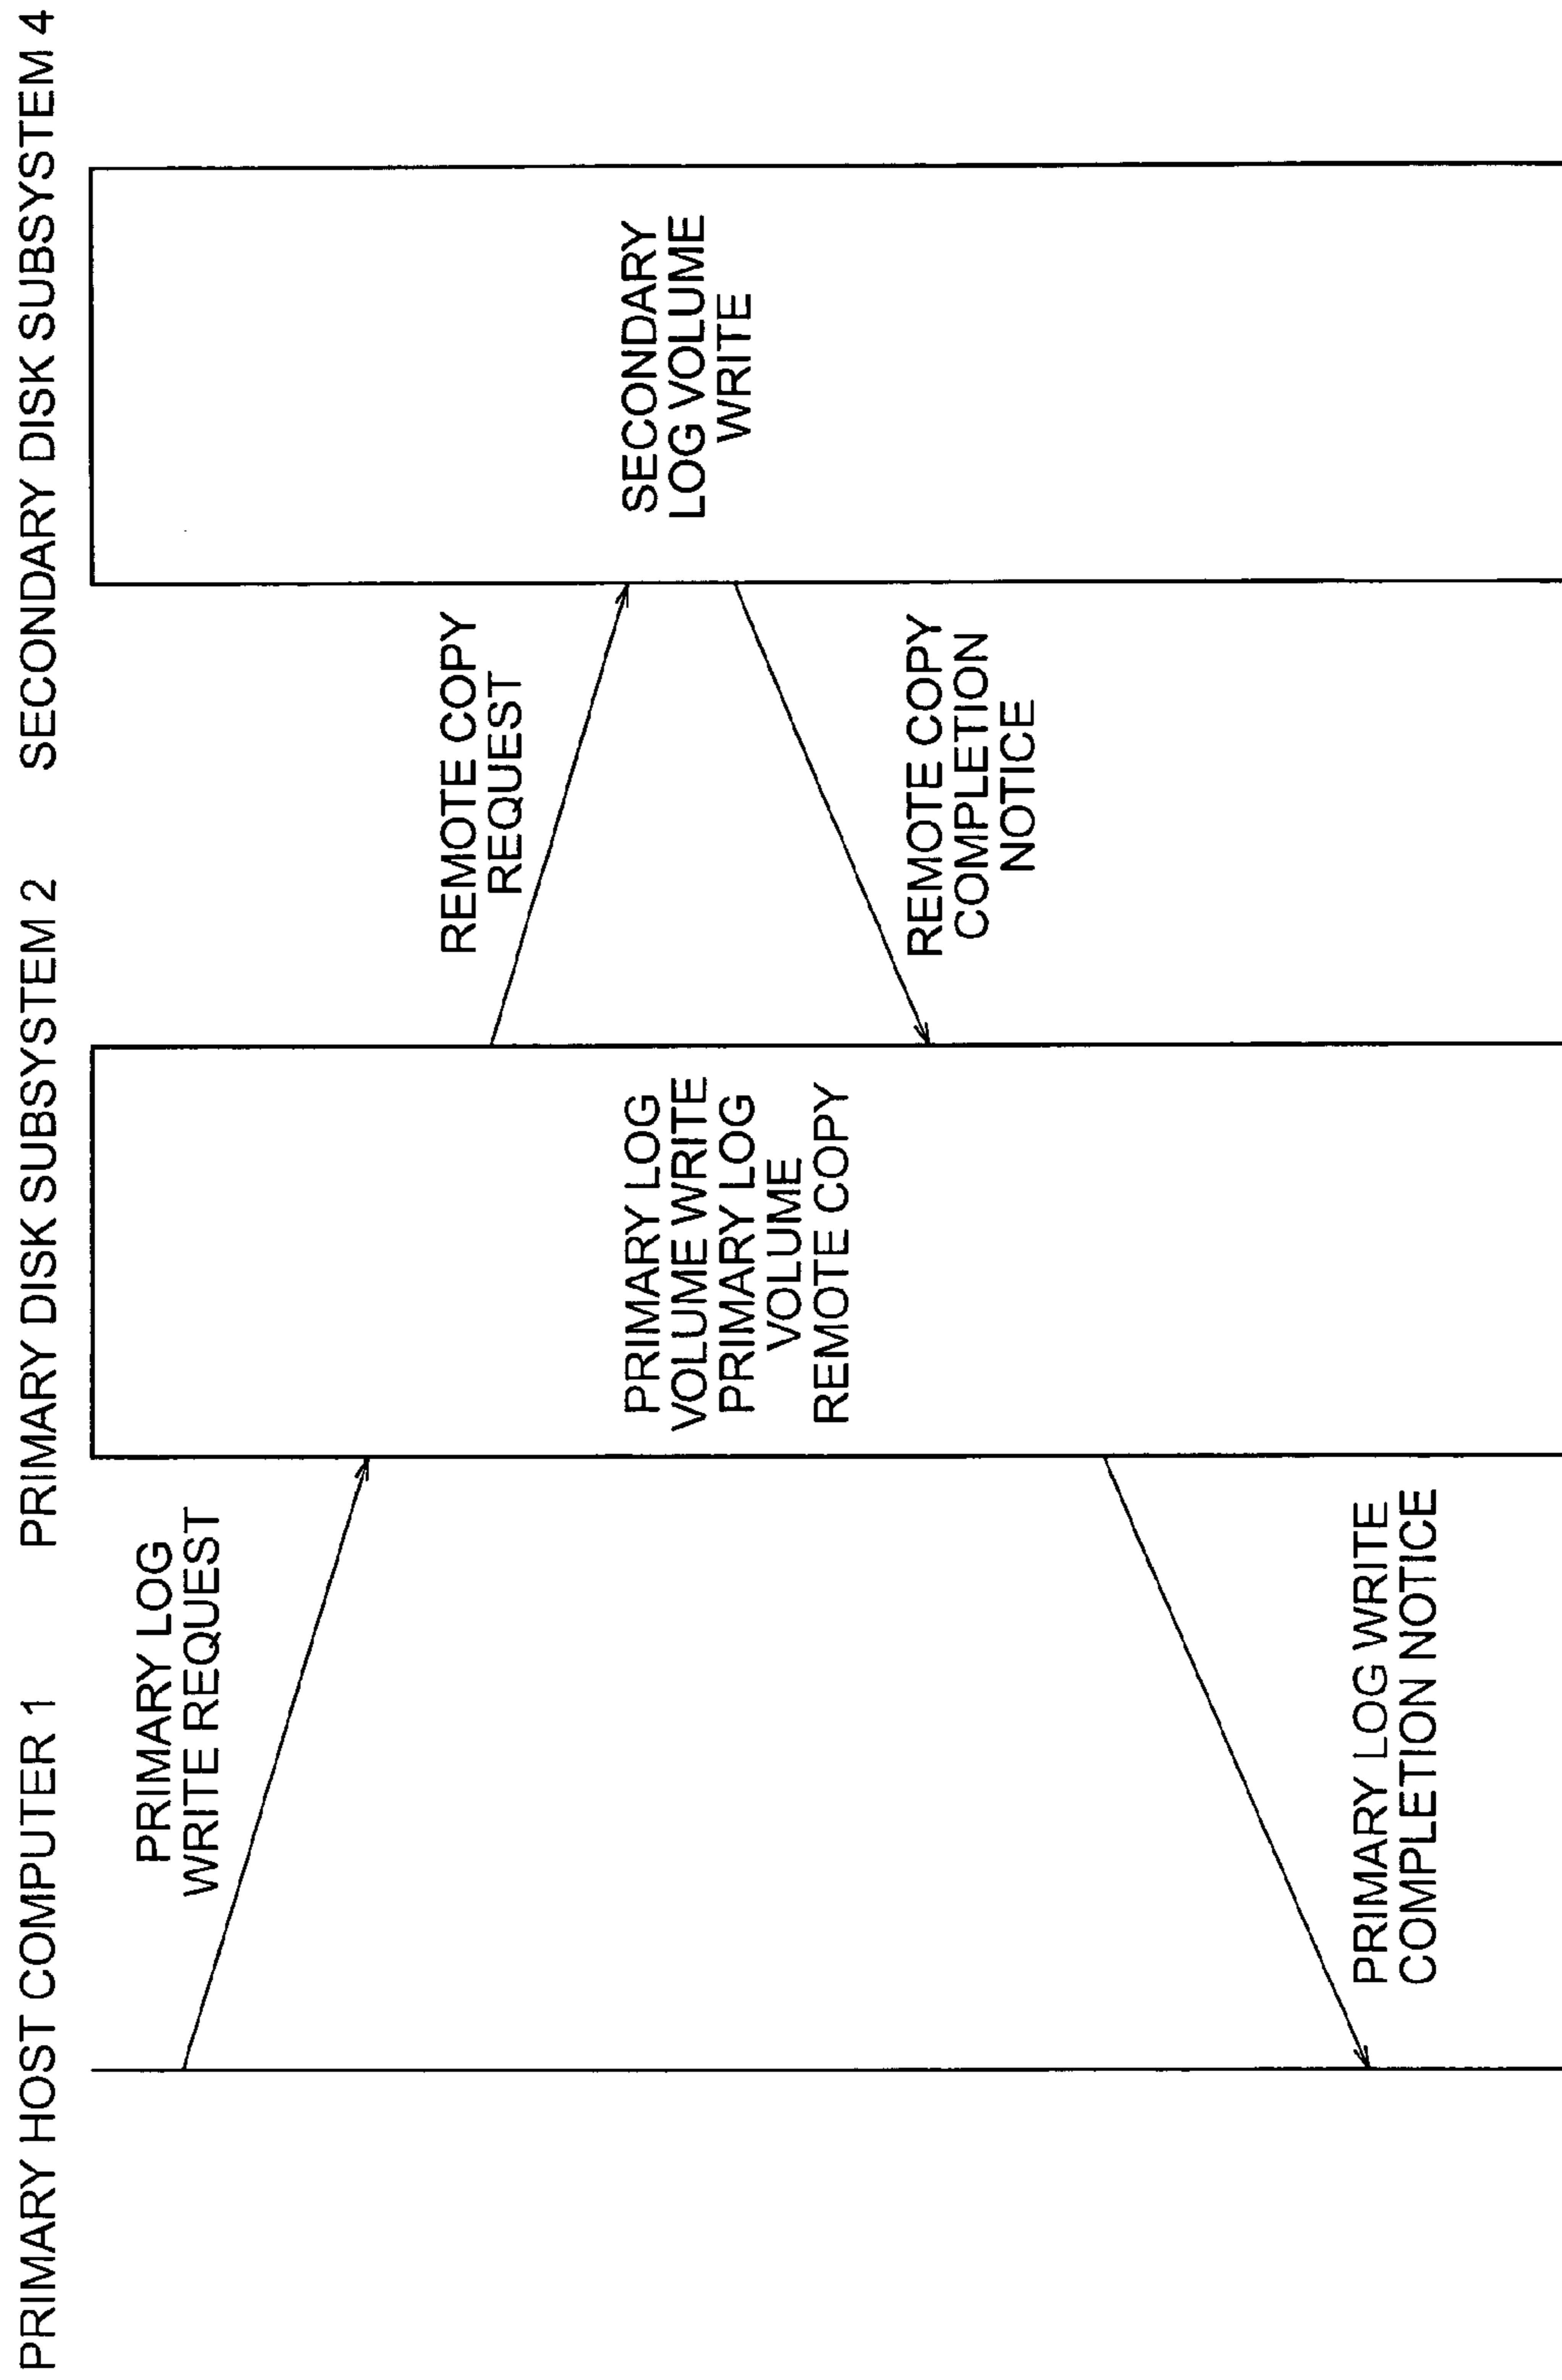 PRIMARY HOST COMPUTER 1
PRIMARY DISK SUBSYSTEM 2
SECONDARY DISK SUBSYSTEM 4
PRIMARY LOG
WRITE REQUEST
REMOTE COPY
REQUEST
PRIMARY LOG
VOLUME WRITE
PRIMARY LOG
VOLUME
REMOTE COPY
SECONDARY
LOG VOLUME
WRITE
REMOTE COPY
COMPLETION
NOTICE
PRIMARY LOG WRITE
COMPLETION NOTICE